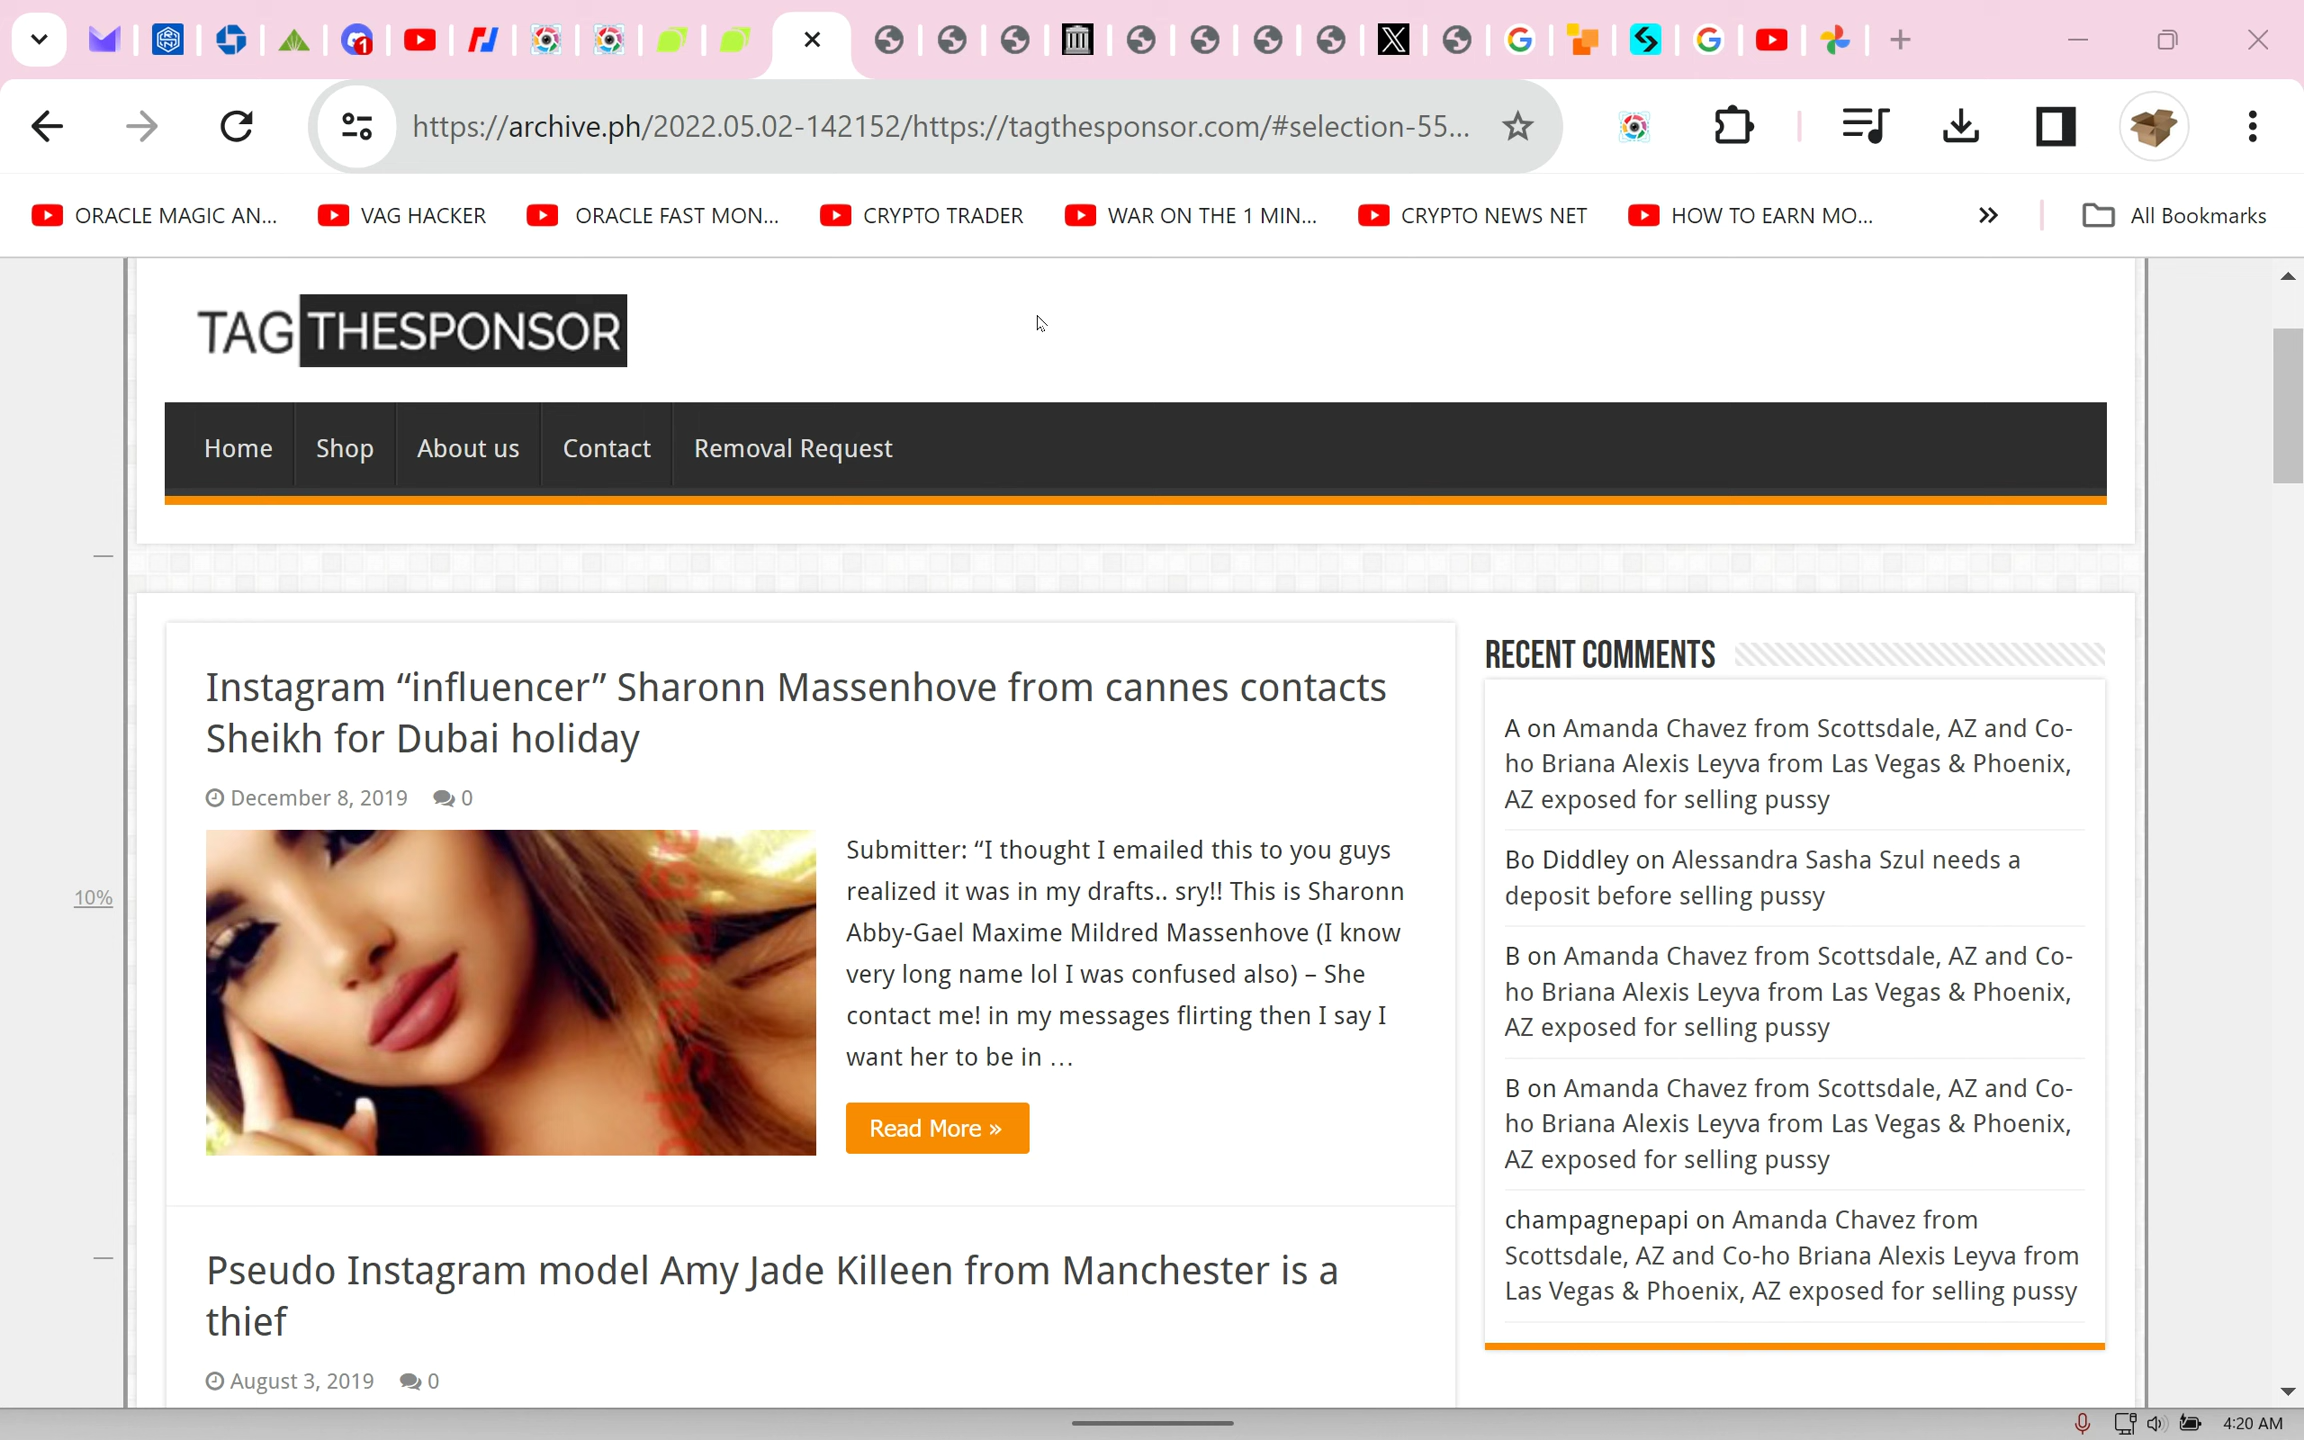 1
https://archive.ph/2022.05.02-142152/https://tagthesponsor.com/#selection-55...
ORACLE MAGIC AN...
VAG HACKER
ORACLE FAST MON...
CRYPTO TRADER
WAR ON THE 1 MIN...
CRYPTO NEWS NET
HOW TO EARN MO...
All Bookmarks
TAG THESPONSOR
Home
Shop
About us
Contact
Removal Request
Instagram “influencer” Sharonn Massenhove from cannes contacts
Sheikh for Dubai holiday
December 8, 2019
0
10%
Submitter: “I thought I emailed this to you guys
realized it was in my drafts.. sry!! This is Sharonn
Abby-Gael Maxime Mildred Massenhove (I know
very long name lol I was confused also) – She
contact me! in my messages flirting then I say I
want her to be in …
Read More »
Pseudo Instagram model Amy Jade Killeen from Manchester is a
thief
August 3, 2019
0
RECENT COMMENTS
A on Amanda Chavez from Scottsdale, AZ and Co-
ho Briana Alexis Leyva from Las Vegas & Phoenix,
AZ exposed for selling pussy
Bo Diddley on Alessandra Sasha Szul needs a
deposit before selling pussy
B on Amanda Chavez from Scottsdale, AZ and Co-
ho Briana Alexis Leyva from Las Vegas & Phoenix,
AZ exposed for selling pussy
B on Amanda Chavez from Scottsdale, AZ and Co-
ho Briana Alexis Leyva from Las Vegas & Phoenix,
AZ exposed for selling pussy
champagnepapi on Amanda Chavez from
Scottsdale, AZ and Co-ho Briana Alexis Leyva from
Las Vegas & Phoenix, AZ exposed for selling pussy
4:20 AM